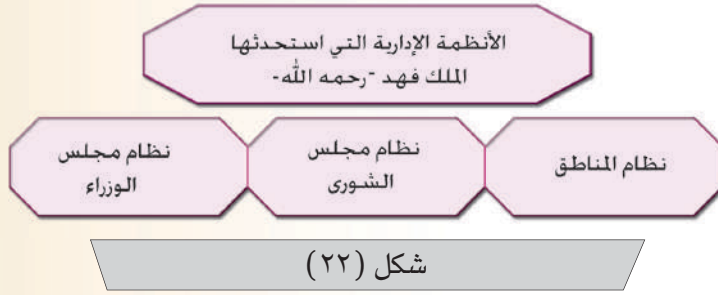 الأنظمة الإدارية التي استحدثها
الملك فهد -رحمه الله-
نظام المناطق
نظام مجلس
الشورى
نظام مجلس
الوزراء
شكل (٢٢)